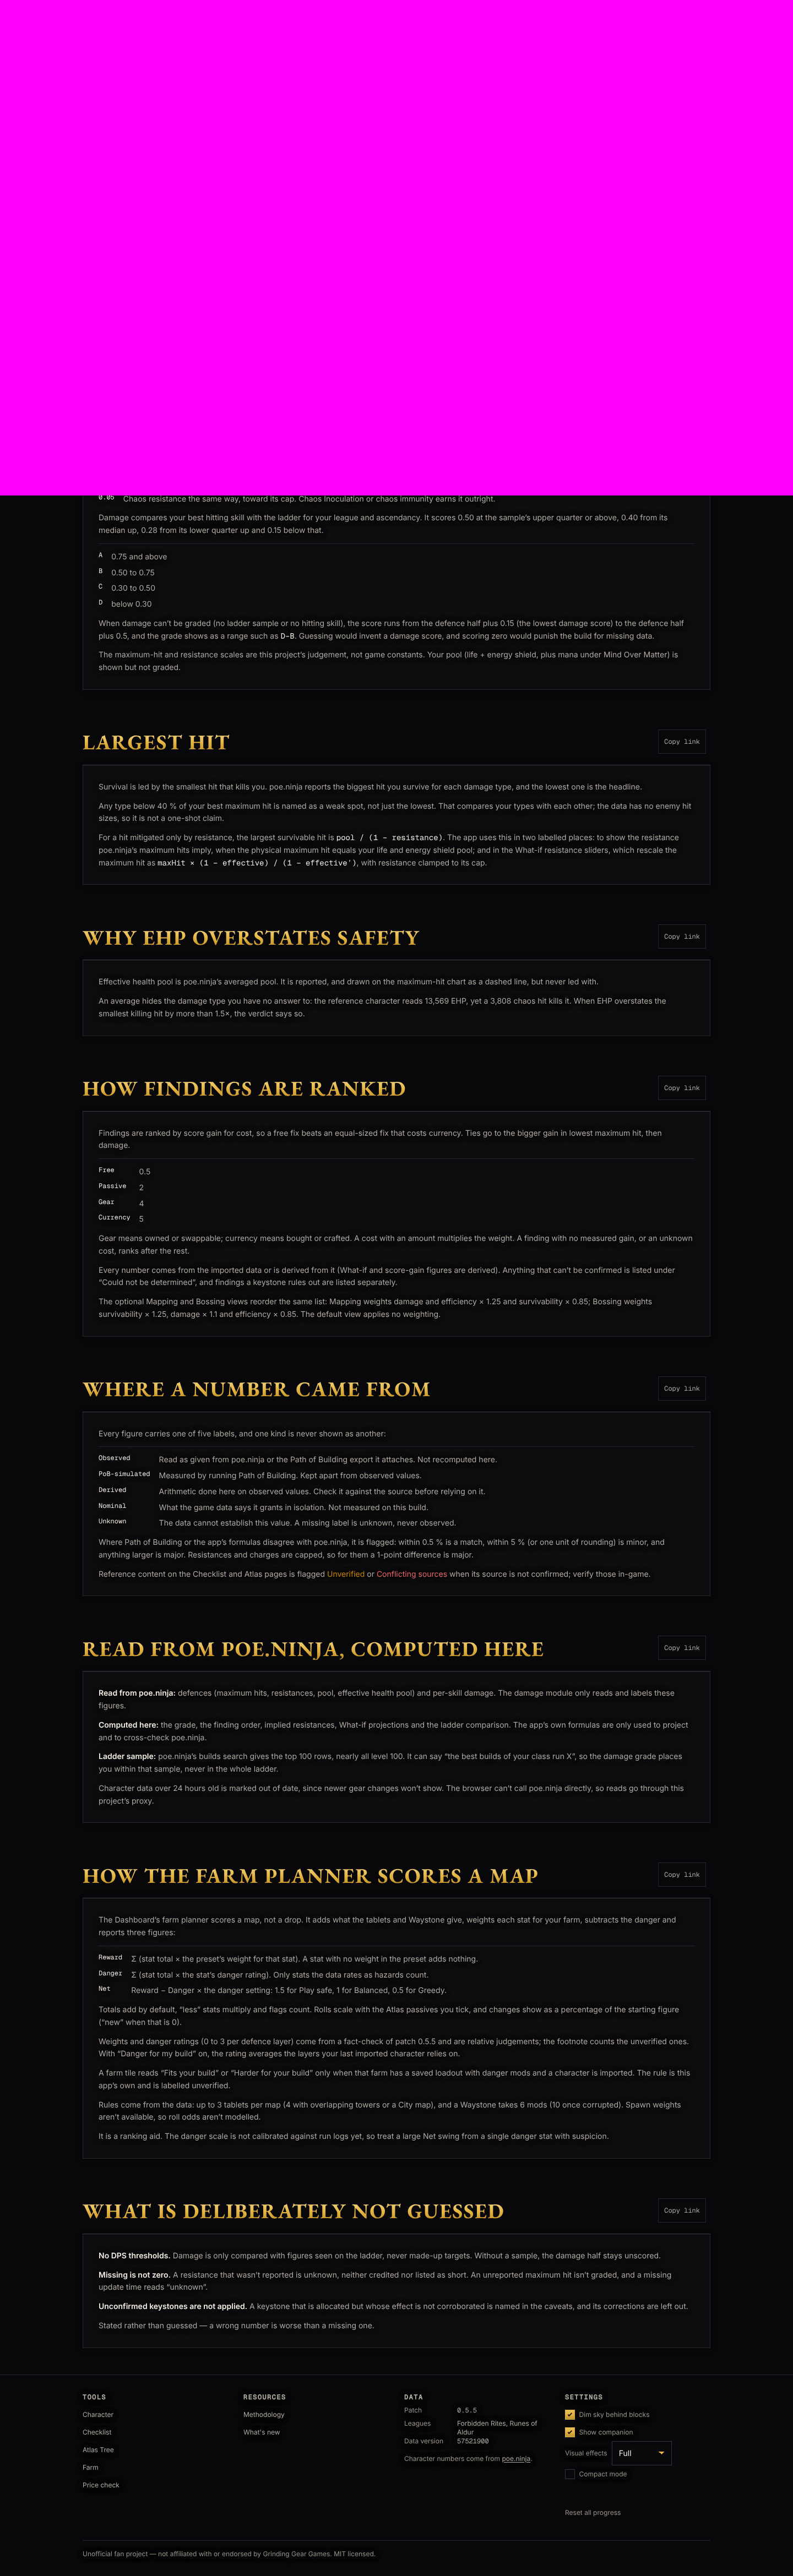 0.05 Chaos resistance the same way, toward its cap. Chaos Inoculation or chaos immunity earns it outright.
Damage compares your best hitting skill with the ladder for your league and ascendancy. It scores 0.50 at the sample’s upper quarter or above, 0.40 from its
median up, 0.28 from its lower quarter up and 0.15 below that.
A 0.75 and above
B 0.50 to 0.75
C 0.30 to 0.50
D below 0.30
When damage can’t be graded (no ladder sample or no hitting skill), the score runs from the defence half plus 0.15 (the lowest damage score) to the defence half
plus 0.5, and the grade shows as a range such as D–B. Guessing would invent a damage score, and scoring zero would punish the build for missing data.
The maximum-hit and resistance scales are this project’s judgement, not game constants. Your pool (life + energy shield, plus mana under Mind Over Matter) is
shown but not graded.
LARGEST HIT
Copy link
Survival is led by the smallest hit that kills you. poe.ninja reports the biggest hit you survive for each damage type, and the lowest one is the headline.
Any type below 40 % of your best maximum hit is named as a weak spot, not just the lowest. That compares your types with each other; the data has no enemy hit
sizes, so it is not a one-shot claim.
For a hit mitigated only by resistance, the largest survivable hit is pool / (1 − resistance). The app uses this in two labelled places: to show the resistance
poe.ninja’s maximum hits imply, when the physical maximum hit equals your life and energy shield pool; and in the What-if resistance sliders, which rescale the
maximum hit as maxHit × (1 − effective) / (1 − effective'), with resistance clamped to its cap.
WHY EHP OVERSTATES SAFETY
Copy link
Effective health pool is poe.ninja’s averaged pool. It is reported, and drawn on the maximum-hit chart as a dashed line, but never led with.
An average hides the damage type you have no answer to: the reference character reads 13,569 EHP, yet a 3,808 chaos hit kills it. When EHP overstates the
smallest killing hit by more than 1.5×, the verdict says so.
HOW FINDINGS ARE RANKED
Copy link
Findings are ranked by score gain for cost, so a free fix beats an equal-sized fix that costs currency. Ties go to the bigger gain in lowest maximum hit, then
damage.
Free 0.5
Passive 2
Gear 4
Currency 5
Gear means owned or swappable; currency means bought or crafted. A cost with an amount multiplies the weight. A finding with no measured gain, or an unknown
cost, ranks after the rest.
Every number comes from the imported data or is derived from it (What-if and score-gain figures are derived). Anything that can’t be confirmed is listed under
“Could not be determined”, and findings a keystone rules out are listed separately.
The optional Mapping and Bossing views reorder the same list: Mapping weights damage and efficiency × 1.25 and survivability × 0.85; Bossing weights
survivability × 1.25, damage × 1.1 and efficiency × 0.85. The default view applies no weighting.
WHERE A NUMBER CAME FROM
Copy link
Every figure carries one of five labels, and one kind is never shown as another:
Observed Read as given from poe.ninja or the Path of Building export it attaches. Not recomputed here.
PoB-simulated Measured by running Path of Building. Kept apart from observed values.
Derived Arithmetic done here on observed values. Check it against the source before relying on it.
Nominal What the game data says it grants in isolation. Not measured on this build.
Unknown The data cannot establish this value. A missing label is unknown, never observed.
Where Path of Building or the app’s formulas disagree with poe.ninja, it is flagged: within 0.5 % is a match, within 5 % (or one unit of rounding) is minor, and
anything larger is major. Resistances and charges are capped, so for them a 1-point difference is major.
Reference content on the Checklist and Atlas pages is flagged Unverified or Conflicting sources when its source is not confirmed; verify those in-game.
READ FROM POE.NINJA, COMPUTED HERE
Copy link
Read from poe.ninja: defences (maximum hits, resistances, pool, effective health pool) and per-skill damage. The damage module only reads and labels these
figures.
Computed here: the grade, the finding order, implied resistances, What-if projections and the ladder comparison. The app’s own formulas are only used to project
and to cross-check poe.ninja.
Ladder sample: poe.ninja’s builds search gives the top 100 rows, nearly all level 100. It can say “the best builds of your class run X”, so the damage grade places
you within that sample, never in the whole ladder.
Character data over 24 hours old is marked out of date, since newer gear changes won’t show. The browser can’t call poe.ninja directly, so reads go through this
project’s proxy.
HOW THE FARM PLANNER SCORES A MAP
Copy link
The Dashboard’s farm planner scores a map, not a drop. It adds what the tablets and Waystone give, weights each stat for your farm, subtracts the danger and
reports three figures:
Reward Σ (stat total × the preset’s weight for that stat). A stat with no weight in the preset adds nothing.
Danger Σ (stat total × the stat’s danger rating). Only stats the data rates as hazards count.
Net Reward − Danger × the danger setting: 1.5 for Play safe, 1 for Balanced, 0.5 for Greedy.
Totals add by default, “less” stats multiply and flags count. Rolls scale with the Atlas passives you tick, and changes show as a percentage of the starting figure
(“new” when that is 0).
Weights and danger ratings (0 to 3 per defence layer) come from a fact-check of patch 0.5.5 and are relative judgements; the footnote counts the unverified ones.
With “Danger for my build” on, the rating averages the layers your last imported character relies on.
A farm tile reads “Fits your build” or “Harder for your build” only when that farm has a saved loadout with danger mods and a character is imported. The rule is this
app’s own and is labelled unverified.
Rules come from the data: up to 3 tablets per map (4 with overlapping towers or a City map), and a Waystone takes 6 mods (10 once corrupted). Spawn weights
aren’t available, so roll odds aren’t modelled.
It is a ranking aid. The danger scale is not calibrated against run logs yet, so treat a large Net swing from a single danger stat with suspicion.
WHAT IS DELIBERATELY NOT GUESSED
Copy link
No DPS thresholds. Damage is only compared with figures seen on the ladder, never made-up targets. Without a sample, the damage half stays unscored.
Missing is not zero. A resistance that wasn’t reported is unknown, neither credited nor listed as short. An unreported maximum hit isn’t graded, and a missing
update time reads “unknown”.
Unconfirmed keystones are not applied. A keystone that is allocated but whose effect is not corroborated is named in the caveats, and its corrections are left out.
Stated rather than guessed — a wrong number is worse than a missing one.
TOOLS
Character
Checklist
Atlas Tree
Farm
Price check
RESOURCES
Methodology
What's new
DATA
Patch 0.5.5
Leagues Forbidden Rites, Runes of
Aldur
Data version 57521900
Character numbers come from poe.ninja.
SETTINGS
Dim sky behind blocks
Show companion
Visual effects Full
Compact mode
Reset all progress
Unofficial fan project — not affiliated with or endorsed by Grinding Gear Games. MIT licensed.